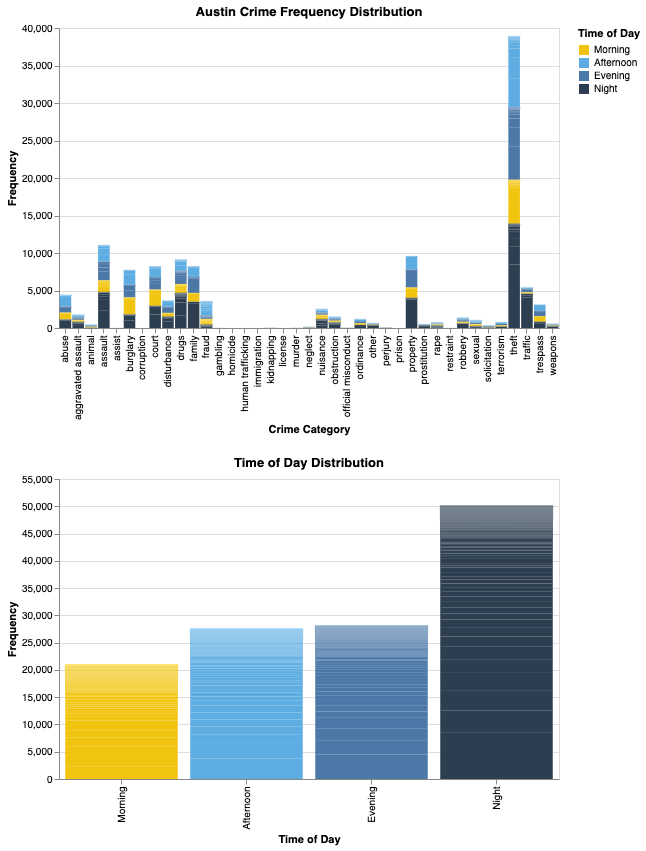 Austin Crime Frequency Distribution
Time of Day
Morning
Afternoon
Evening
Night
40,000
35,000
30,000
25,000
20,000
15,000
10,000
5,000
0
Frequency
abuse
aggravated assault
animal
assault
assist
burglary
corruption
court
disturbance
drugs
family
fraud
gambling
homicide
human trafficking
immigration
kidnapping
license
murder
neglect
nuisance
obstruction
official misconduct
ordinance
other
perjury
prison
property
prostitution
rape
restraint
robbery
sexual
solicitation
terrorism
theft
traffic
trespass
weapons
Crime Category
Time of Day Distribution
55,000
50,000
45,000
40,000
35,000
30,000
25,000
20,000
15,000
10,000
5,000
0
Frequency
Morning
Afternoon
Evening
Night
Time of Day